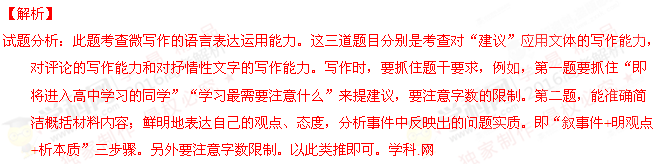 【解析】
试题分析：此题考查微写作的语言表达运用能力。这三道题目分别是考查对“建议”应用文体的写作能力，
对评论的写作能力和对抒情性文字的写作能力。写作时，要抓住题干要求，例如，第一题要抓住“即
将进入高中学习的同学”“学习最需要注意什么”来提建议，要注意字数的限制。第二题，能准确简
洁概括材料内容；鲜明地表达自己的观点、态度，分析事件中反映出的问题实质。即“叙事件+明观点
+析本质”三步骤。另外要注意字数限制。以此类推即可。学科.网